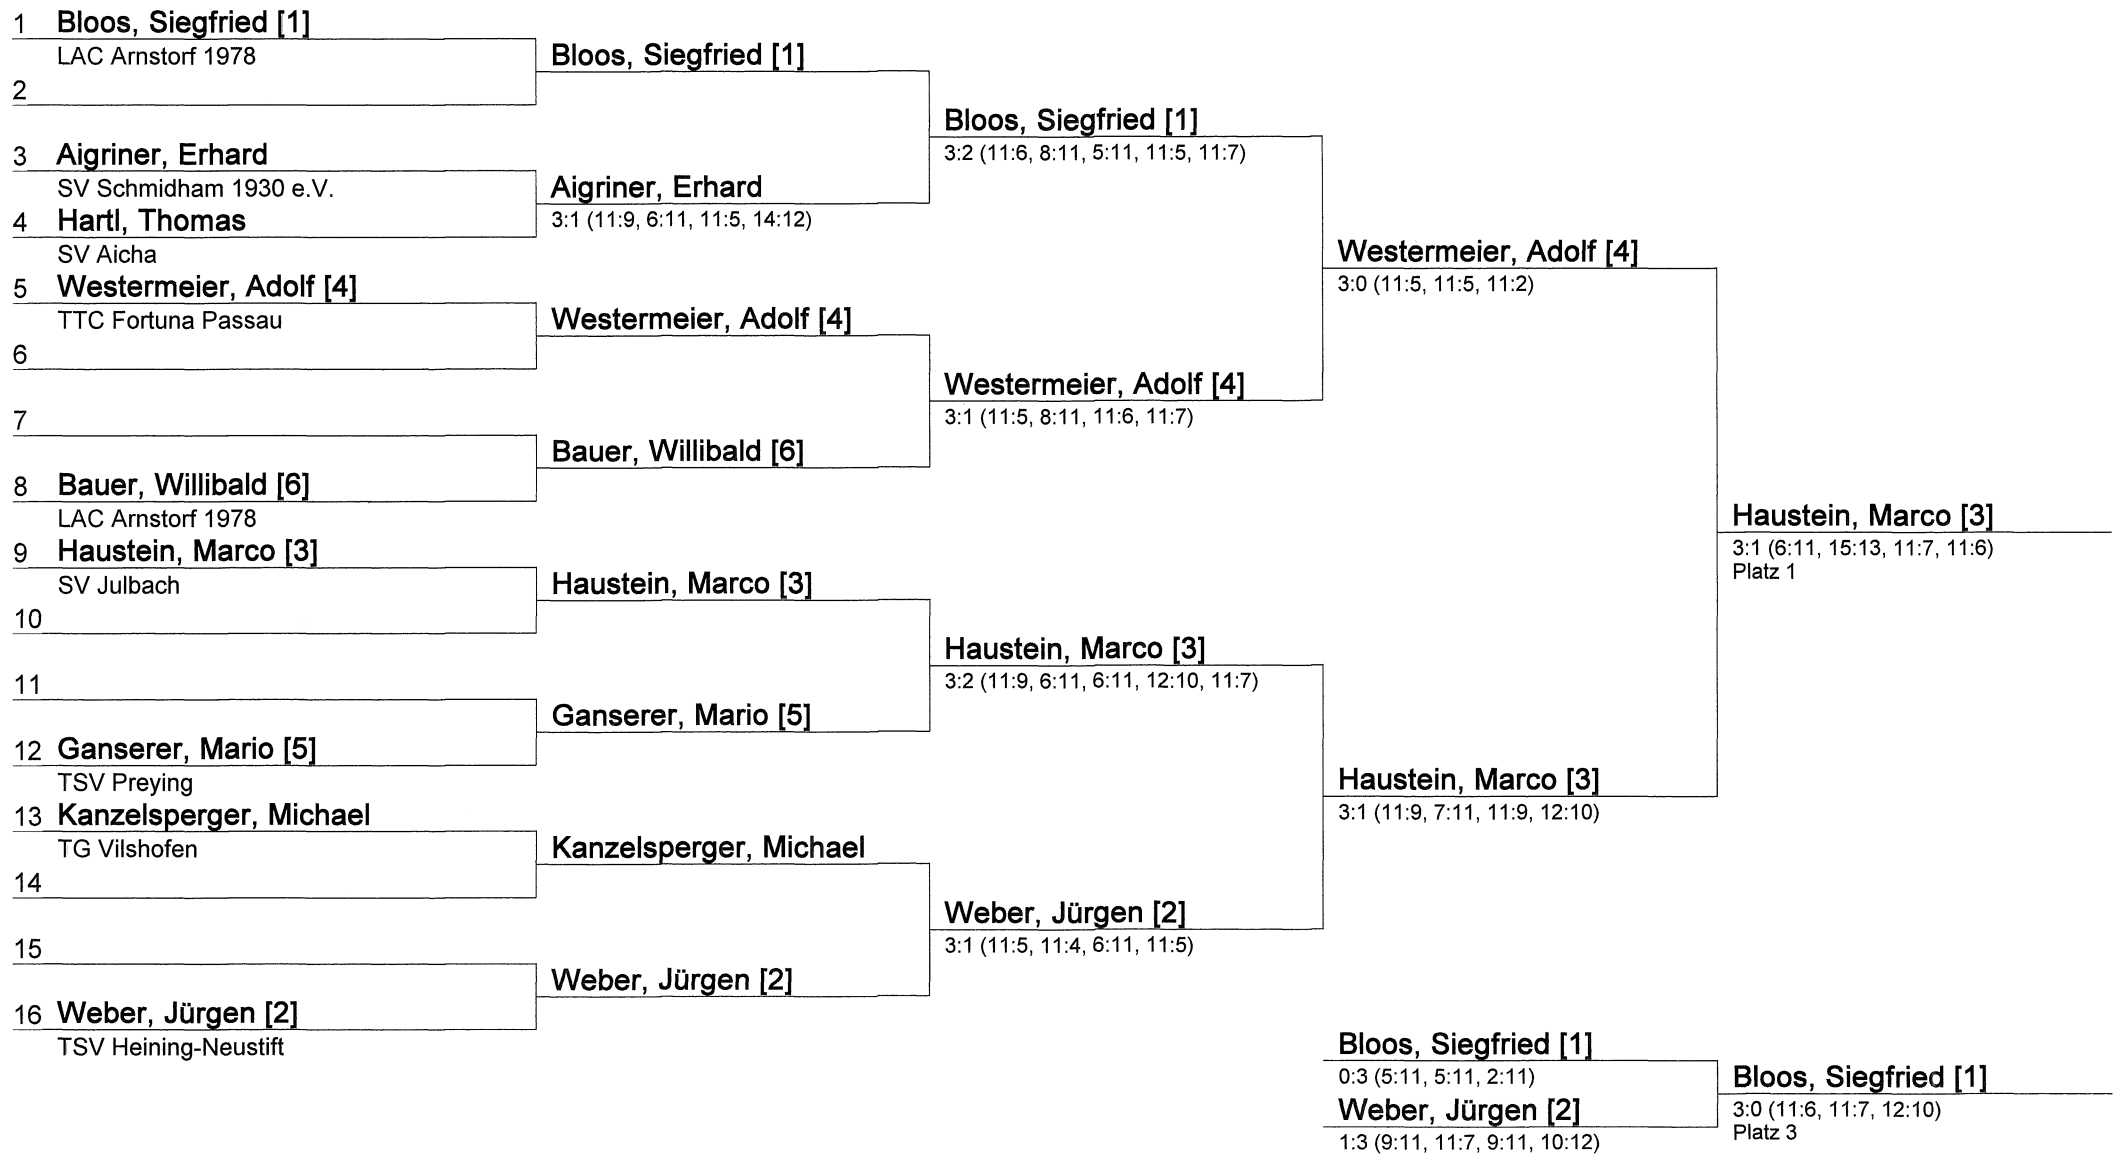 1 Bloos, Siegfried [1]
LAC Arnstorf 1978
2
3 Aigriner, Erhard
SV Schmidham 1930 e.V.
4 Hartl, Thomas
SV Aicha
5 Westermeier, Adolf [4]
TTC Fortuna Passau
6
7
8 Bauer, Willibald [6]
LAC Arnstorf 1978
9 Haustein, Marco [3]
SV Julbach
10
11
12 Ganserer, Mario [5]
TSV Preying
13 Kanzelsperger, Michael
TG Vilshofen
14
15
16 Weber, Jürgen [2]
TSV Heining-Neustift
Bloos, Siegfried [1]
Aigriner, Erhard
3:1 (11:9, 6:11, 11:5, 14:12)
Westermeier, Adolf [4]
Bauer, Willibald [6]
Haustein, Marco [3]
Ganserer, Mario [5]
Kanzelsperger, Michael
Weber, Jürgen [2]
Bloos, Siegfried [1]
3:2 (11:6, 8:11, 5:11, 11:5, 11:7)
Westermeier, Adolf [4]
3:1 (11:5, 8:11, 11:6, 11:7)
Haustein, Marco [3]
3:2 (11:9, 6:11, 6:11, 12:10, 11:7)
Weber, Jürgen [2]
3:1 (11:5, 11:4, 6:11, 11:5)
Westermeier, Adolf [4]
3:0 (11:5, 11:5, 11:2)
Haustein, Marco [3]
3:1 (11:9, 7:11, 11:9, 12:10)
Haustein, Marco [3]
3:1 (6:11, 15:13, 11:7, 11:6)
Platz 1
Bloos, Siegfried [1]
0:3 (5:11, 5:11, 2:11)
Weber, Jürgen [2]
1:3 (9:11, 11:7, 9:11, 10:12)
Bloos, Siegfried [1]
3:0 (11:6, 11:7, 12:10)
Platz 3